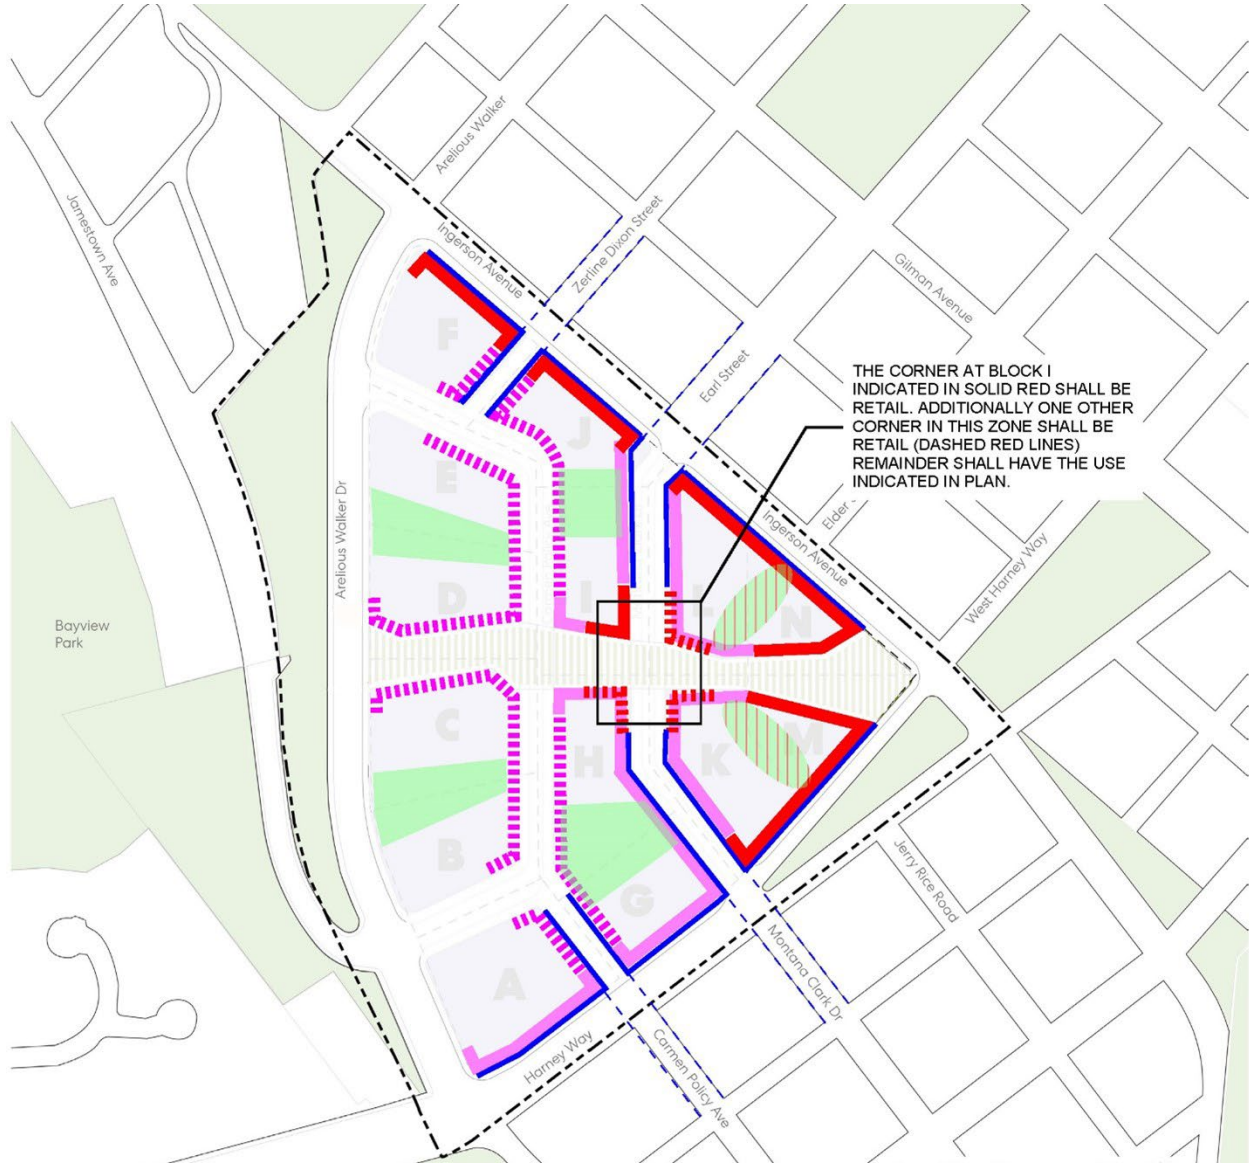 Arelious Walker
Jamestown Ave
Ingerson Avenue
Zerline Dixon Street
Gilman Avenue
Earl Street
F
THE CORNER AT BLOCK I
INDICATED IN SOLID RED SHALL BE
RETAIL. ADDITIONALLY ONE OTHER
CORNER IN THIS ZONE SHALL BE
RETAIL (DASHED RED LINES)
REMAINDER SHALL HAVE THE USE
INDICATED IN PLAN.
J
E
Arelious Walker Dr
Ingerson Avenue
Elder
West Harney Way
D
I
L
N
Bayview
Park
C
H
K
M
B
G
Jerry Rice Road
A
Montana Clark Dr
Harney Way
Carmen Policy Ave